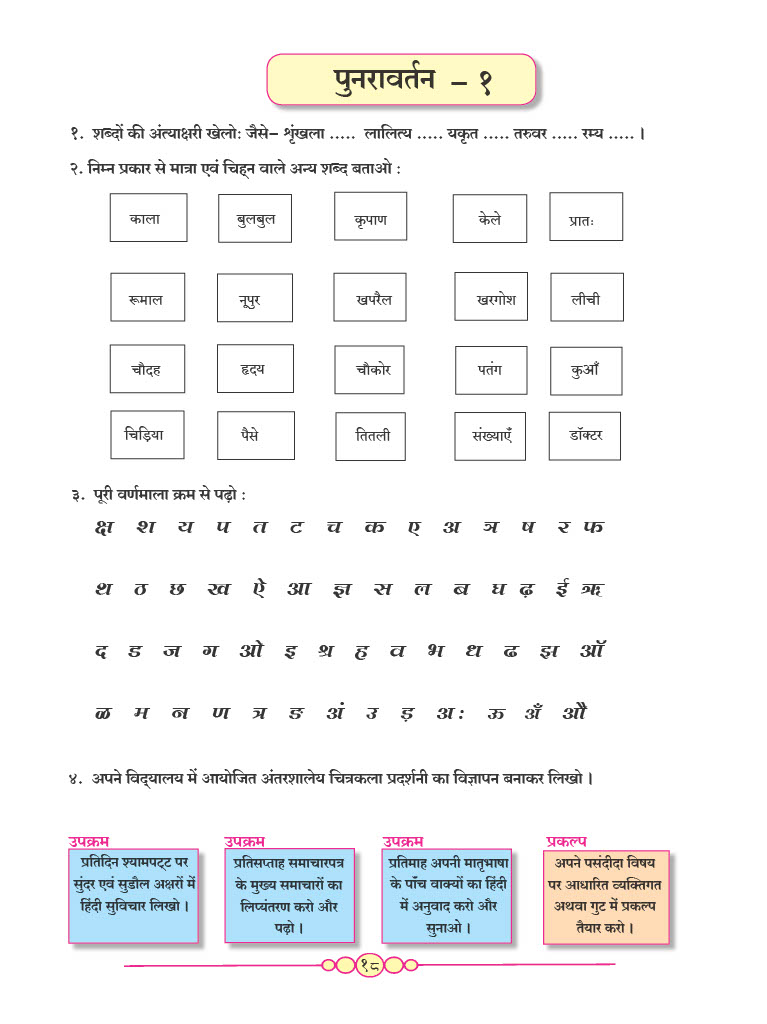 पुनरावर्तन – १
१. शब्दों की अंत्याक्षरी खेलो: जैसे– शृंखला ..... लालित्य ..... यकृत ..... तरुवर ..... रम्य ..... ।
२. निम्न प्रकार से मात्रा एवं चिह्न वाले अन्य शब्द बताओ :
काला बुलबुल कृपाण केले प्रातः
रूमाल नूपुर खपरैल खरगोश लीची
चौदह हृदय चौकोर पतंग कुआँ
चिड़िया पैसे तितली संख्याएँ डॉक्टर
३. पूरी वर्णमाला क्रम से पढ़ो :
क्ष श य प त ट च क ए अ ञ ष र फ
थ ठ छ ख ऐ आ ज्ञ स ल ब घ ढ़ ई ऋ
द ड ज ग ओ इ श्र ह व भ ध ढ झ ऑ
ळ म न ण त्र ङ अं उ ड़ अः ऊ अँ औ
४. अपने विद्यालय में आयोजित अंतरशालेय चित्रकला प्रदर्शनी का विज्ञापन बनाकर लिखो ।
उपक्रम
प्रतिदिन श्यामपट्ट पर
सुंदर एवं सुडौल अक्षरों में
हिंदी सुविचार लिखो ।
उपक्रम
प्रतिसप्ताह समाचारपत्र
के मुख्य समाचारों का
लिप्यंतरण करो और
पढ़ो ।
उपक्रम
प्रतिमाह अपनी मातृभाषा
के पाँच वाक्यों का हिंदी
में अनुवाद करो और
सुनाओ ।
प्रकल्प
अपने पसंदीदा विषय
पर आधारित व्यक्तिगत
अथवा गुट में प्रकल्प
तैयार करो ।
१८